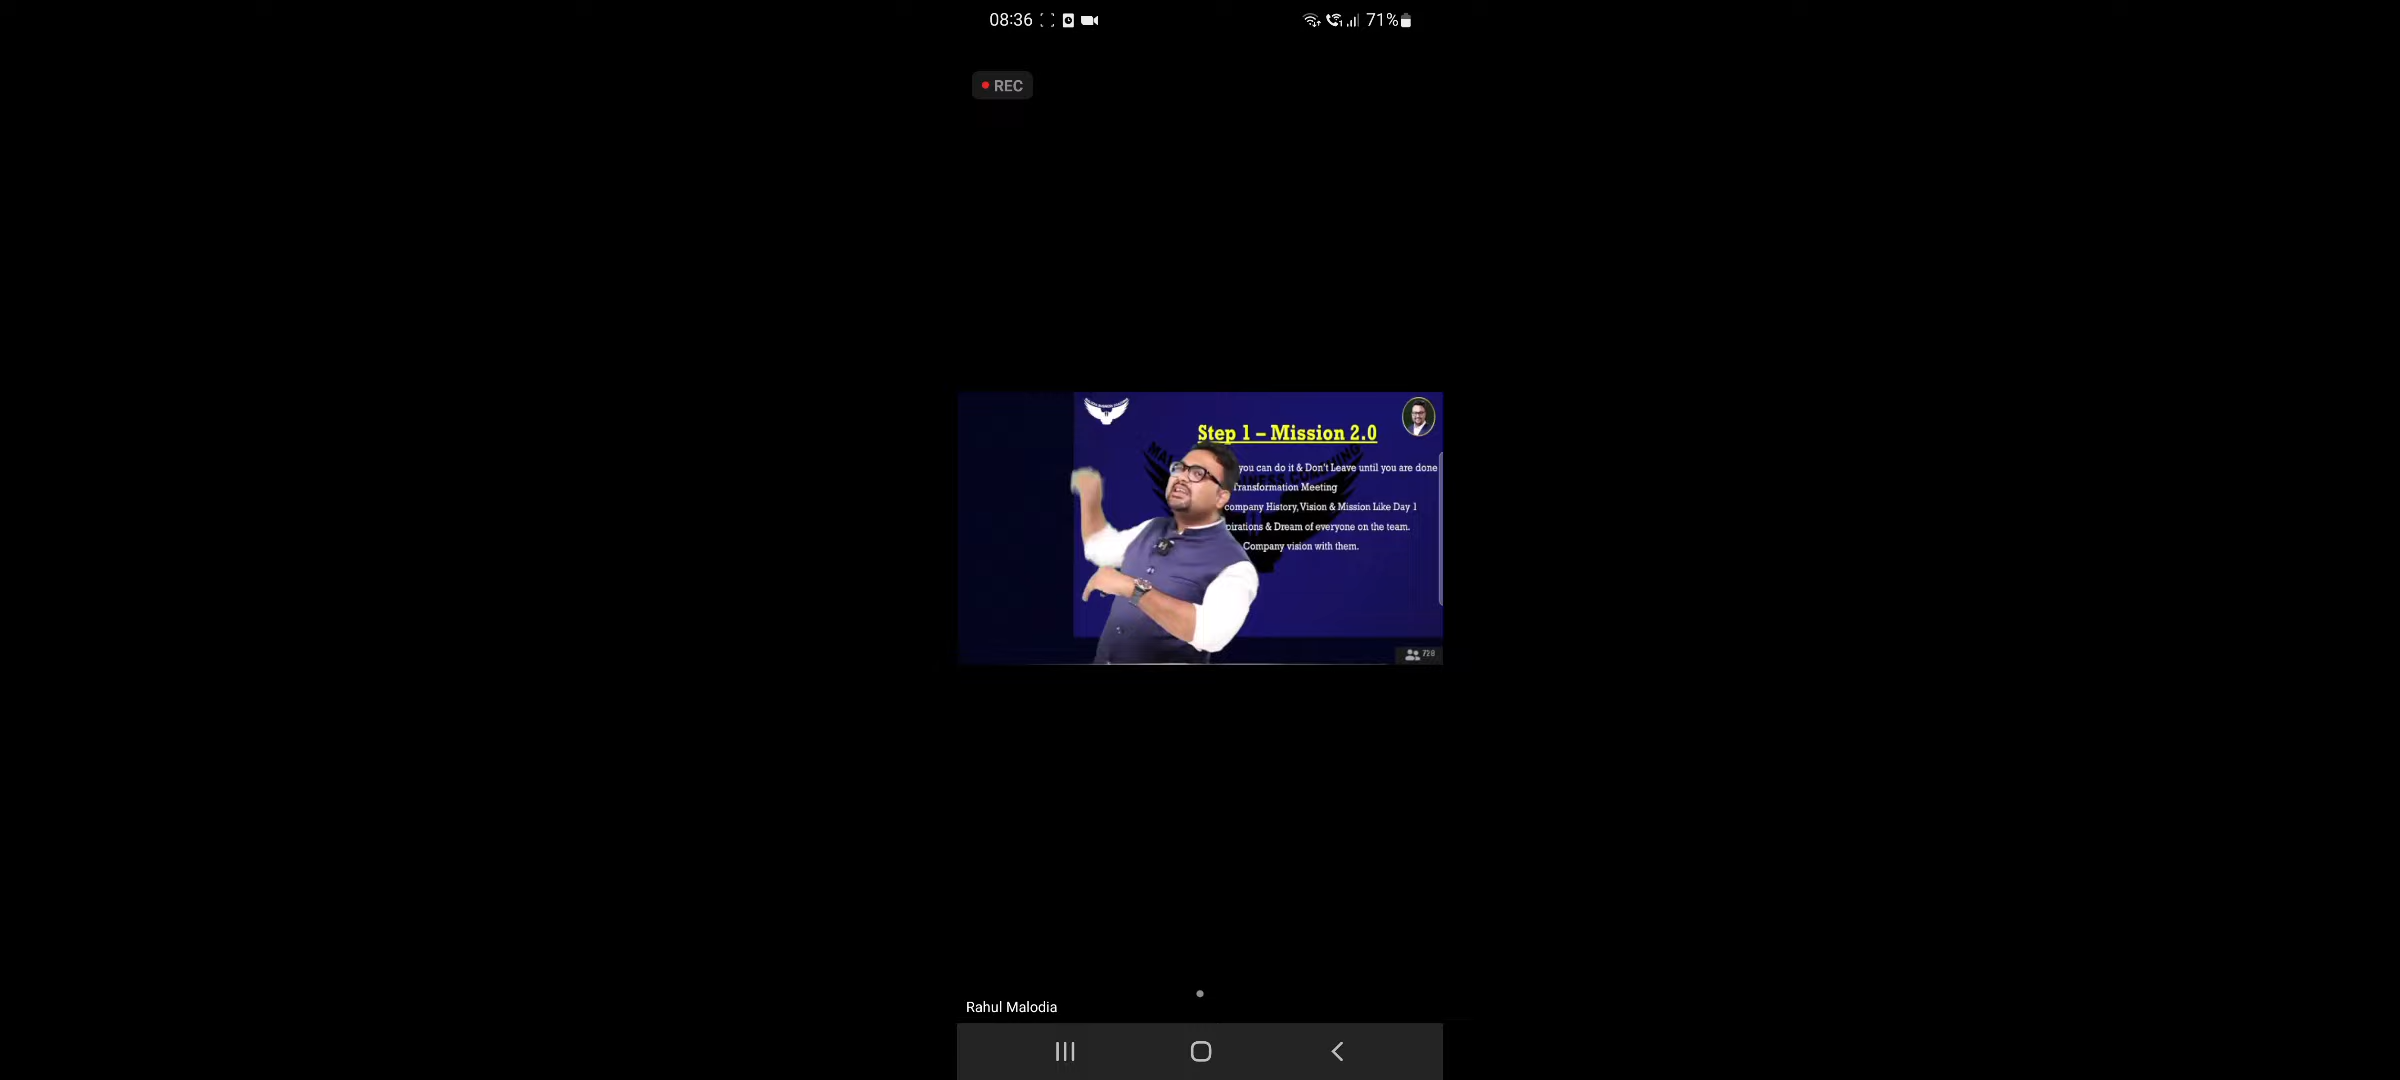 08:36
71%
REC
Step 1 – Mission 2.0
you can do it & Don't Leave until you are done
Transformation Meeting
company History, Vision & Mission Like Day 1
pirations & Dream of everyone on the team.
Company vision with them.
728
Rahul Malodia